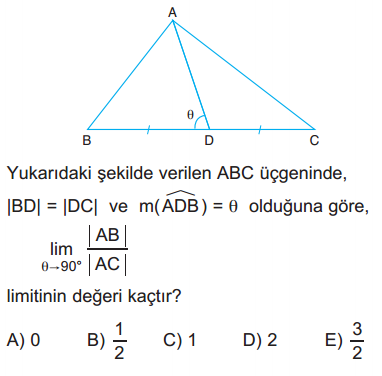 A
θ
B D C
Yukarıdaki şekilde verilen ABC üçgeninde,
|BD| = |DC| ve m(ADB) = θ olduğuna göre,
lim θ→90° |AB| / |AC|
limitinin değeri kaçtır?
A) 0 B) 1/2 C) 1 D) 2 E) 3/2